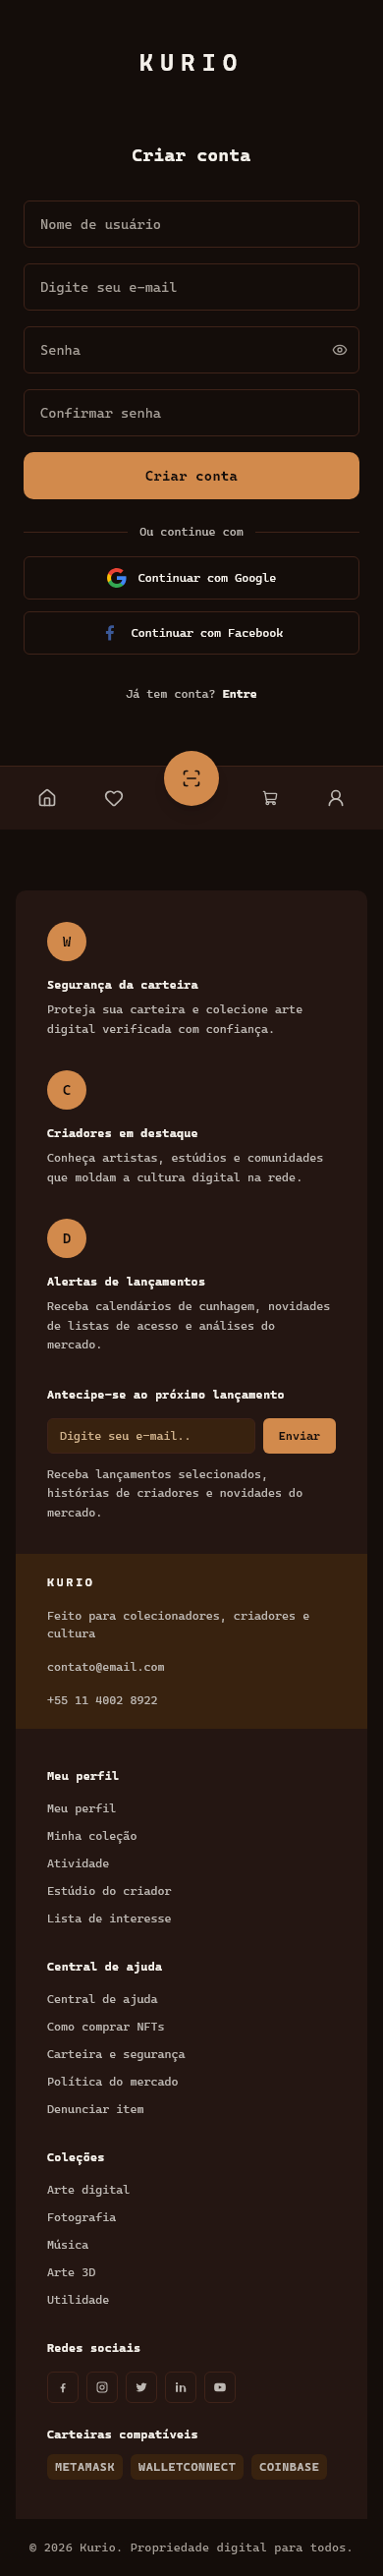 KURIO
Criar conta
Nome de usuário
Digite seu e-mail
Senha
Confirmar senha
Criar conta
Ou continue com
Continuar com Google
Continuar com Facebook
Já tem conta? Entre
W
Segurança da carteira
Proteja sua carteira e colecione arte
digital verificada com confiança.
C
Criadores em destaque
Conheça artistas, estúdios e comunidades
que moldam a cultura digital na rede.
D
Alertas de lançamentos
Receba calendários de cunhagem, novidades
de listas de acesso e análises do
mercado.
Antecipe-se ao próximo lançamento
Digite seu e-mail..
Enviar
Receba lançamentos selecionados,
histórias de criadores e novidades do
mercado.
KURIO
Feito para colecionadores, criadores e
cultura
contato@email.com
+55 11 4002 8922
Meu perfil
Meu perfil
Minha coleção
Atividade
Estúdio do criador
Lista de interesse
Central de ajuda
Central de ajuda
Como comprar NFTs
Carteira e segurança
Política do mercado
Denunciar item
Coleções
Arte digital
Fotografia
Música
Arte 3D
Utilidade
Redes sociais
Carteiras compatíveis
METAMASK WALLETCONNECT COINBASE
© 2026 Kurio. Propriedade digital para todos.